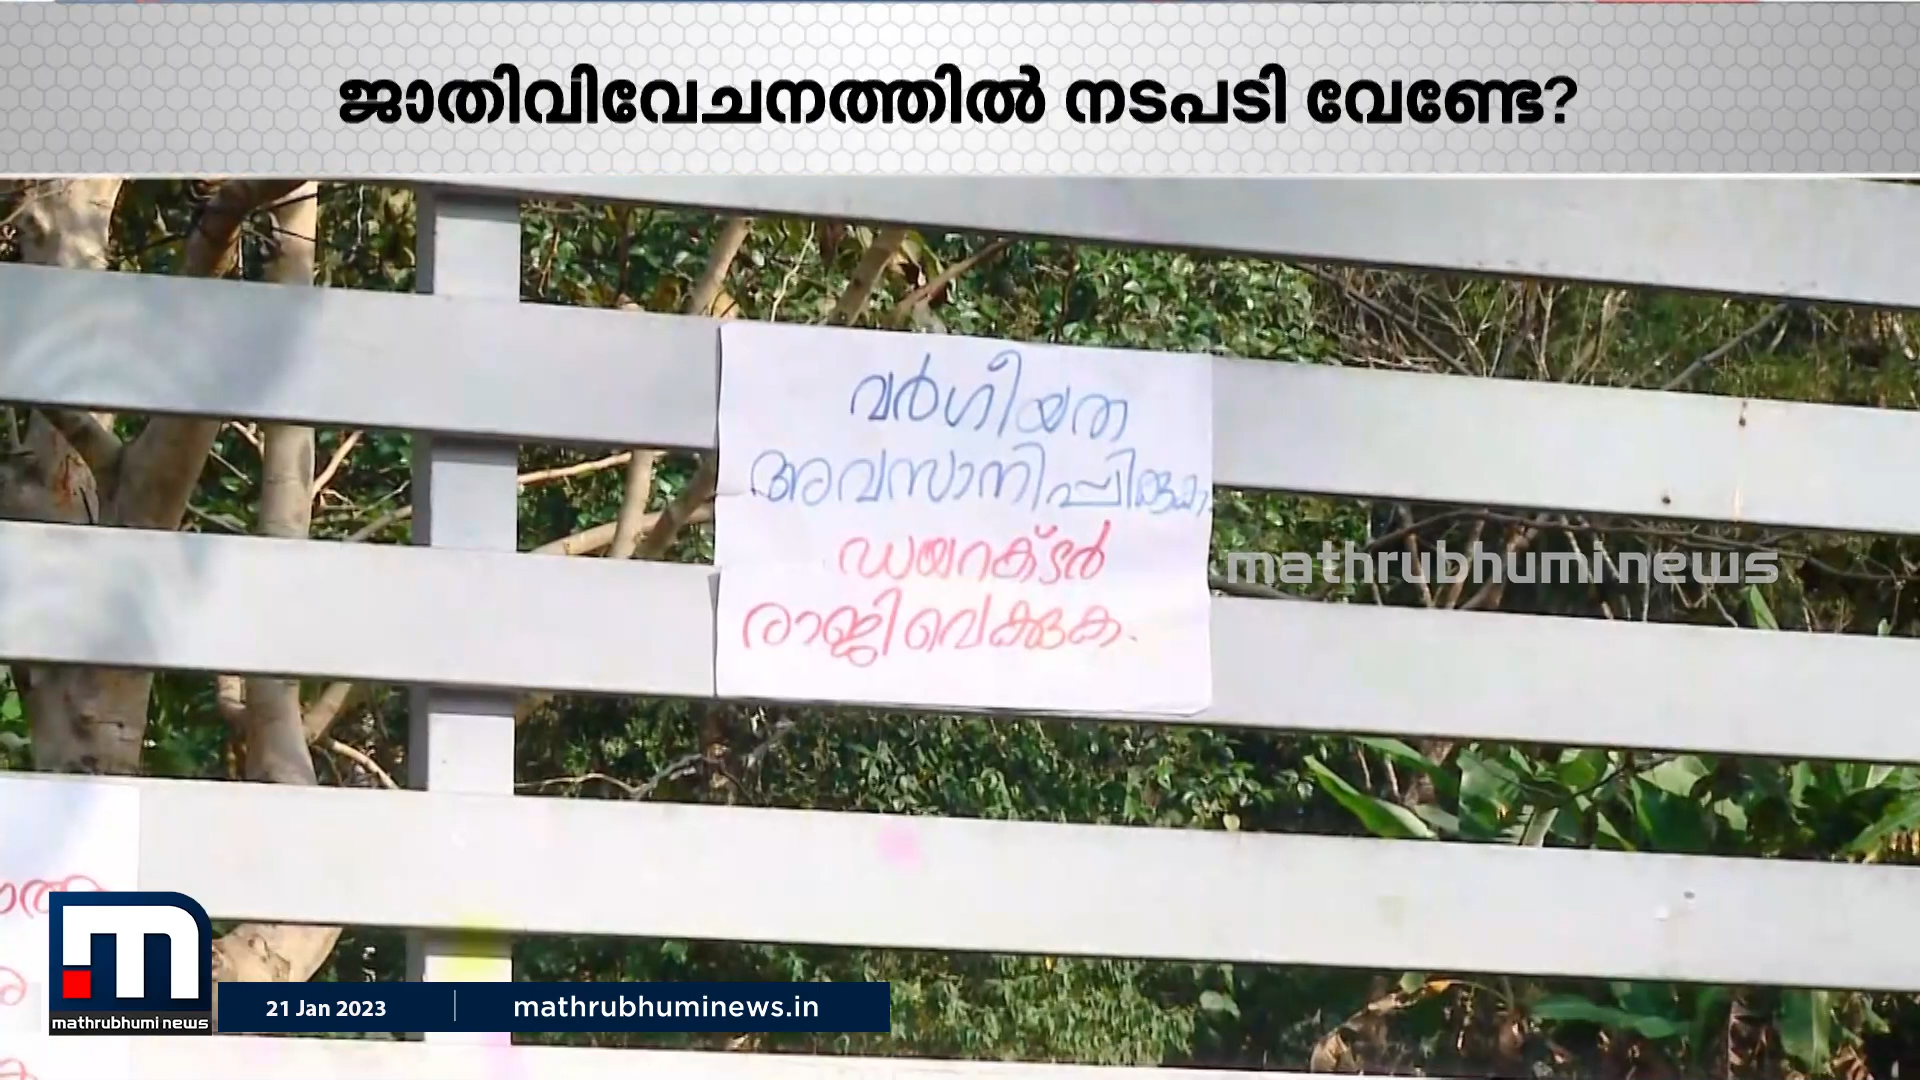 ജാതിവിവേചനത്തിൽ നടപടി വേണ്ടേ?
വർഗീയത
അവസാനിപ്പിക്കുക.
ഡയറക്ടർ
രാജിവെക്കുക.
mathrubhuminews
mathrubhumi news
21 Jan 2023
mathrubhuminews.in